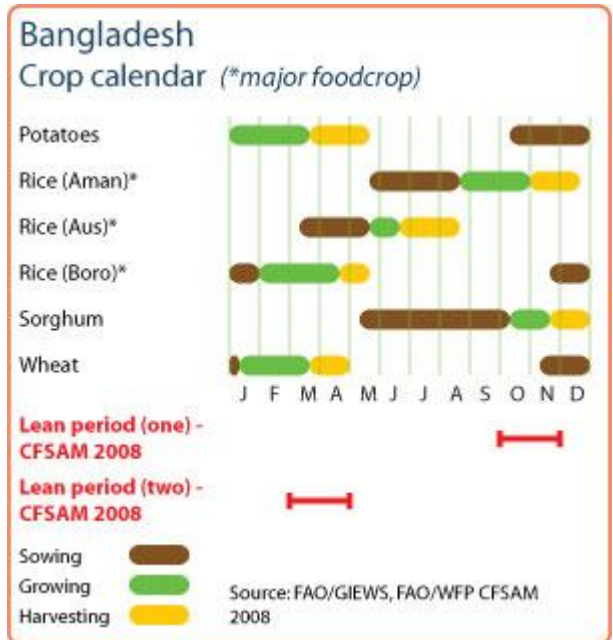 Bangladesh
Crop calendar (*major foodcrop)
Potatoes
Rice (Aman)*
Rice (Aus)*
Rice (Boro)*
Sorghum
Wheat
J F M A M J J A S O N D
Lean period (one) -
CFSAM 2008
Lean period (two) -
CFSAM 2008
Sowing
Growing
Harvesting
Source: FAO/GIEWS, FAO/WFP CFSAM
2008